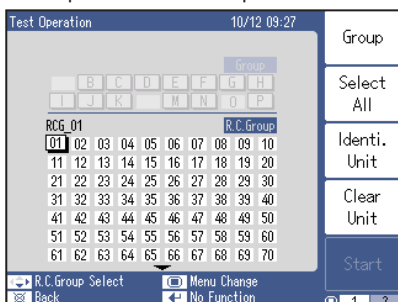 Test Operation 10/12 09:27
Group
B C D E F G H
I J K M N O P
RCG_01 R.C.Group
01 02 03 04 05 06 07 08 09 10
11 12 13 14 15 16 17 18 19 20
21 22 23 24 25 26 27 28 29 30
31 32 33 34 35 36 37 38 39 40
41 42 43 44 45 46 47 48 49 50
51 52 53 54 55 56 57 58 59 60
61 62 63 64 65 66 67 68 69 70
R.C.Group Select Menu Change
Back No Function
Group
Select
All
Identi.
Unit
Clear
Unit
Start
1 2